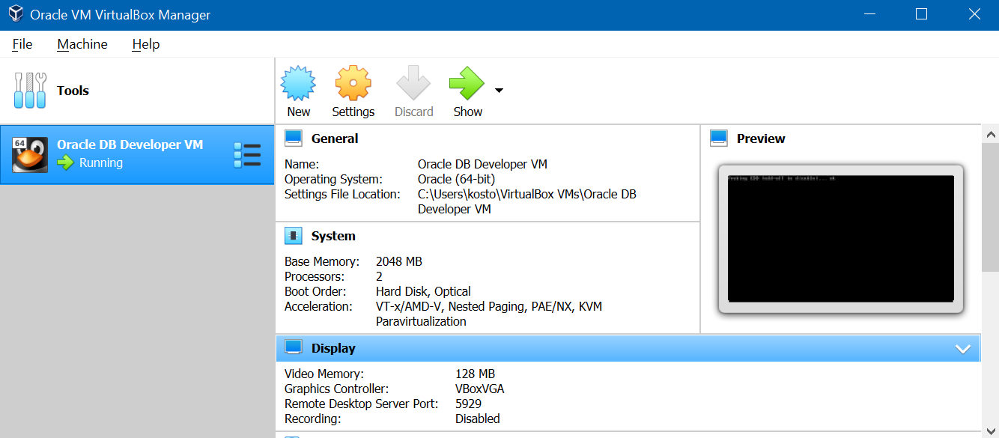 Oracle VM VirtualBox Manager
File Machine Help
Tools
New Settings Discard Show
64
Oracle DB Developer VM
Running
General
Name: Oracle DB Developer VM
Operating System: Oracle (64-bit)
Settings File Location: C:\Users\kosto\VirtualBox VMs\Oracle DB
Developer VM
Preview
System
Base Memory: 2048 MB
Processors: 2
Boot Order: Hard Disk, Optical
Acceleration: VT-x/AMD-V, Nested Paging, PAE/NX, KVM
Paravirtualization
Display
Video Memory: 128 MB
Graphics Controller: VBoxVGA
Remote Desktop Server Port: 5929
Recording: Disabled